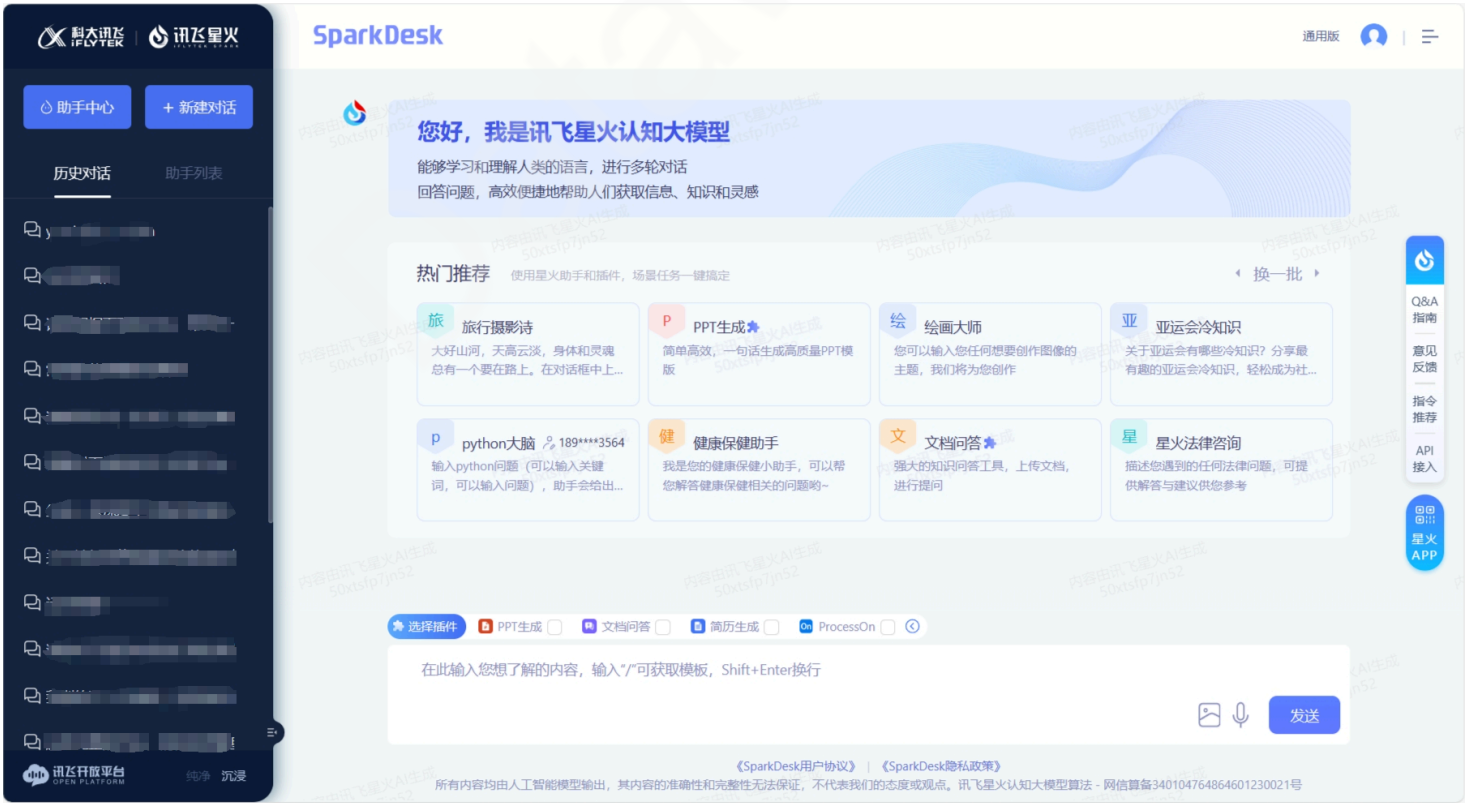 科大讯飞
iFLYTEK
讯飞星火
IFLYTEK SPARK
SparkDesk
通用版
助手中心
+ 新建对话
历史对话
助手列表
您好，我是讯飞星火认知大模型
能够学习和理解人类的语言，进行多轮对话
回答问题，高效便捷地帮助人们获取信息、知识和灵感
热门推荐
使用星火助手和插件，场景任务一键搞定
换一批
旅
旅行摄影诗
大好山河，天高云淡，身体和灵魂
总有一个要在路上。在对话框中上...
P
PPT生成
简单高效，一句话生成高质量PPT模
版
绘
绘画大师
您可以输入您任何想要创作图像的
主题，我们将为您创作
亚
亚运会冷知识
关于亚运会有哪些冷知识？分享最
有趣的亚运会冷知识，轻松成为社...
p
python大脑
189****3564
输入python问题（可以输入关键
词，可以输入问题），助手会给出...
健
健康保健助手
我是您的健康保健小助手，可以帮
您解答健康保健相关的问题哟~
文
文档问答
强大的知识问答工具，上传文档，
进行提问
星
星火法律咨询
描述您遇到的任何法律问题，可提
供解答与建议供您参考
Q&A
指南
意见
反馈
指令
推荐
API
接入
星火
APP
选择插件
PPT生成
文档问答
简历生成
On
ProcessOn
在此输入您想了解的内容，输入“/”可获取模板，Shift+Enter换行
发送
讯飞开放平台
OPEN PLATFORM
纯净
沉浸
《SparkDesk用户协议》 | 《SparkDesk隐私政策》
所有内容均由人工智能模型输出，其内容的准确性和完整性无法保证，不代表我们的态度或观点。讯飞星火认知大模型算法 - 网信算备340104764864601230021号
内容由讯飞星火AI生成
50xtsfp7jn52